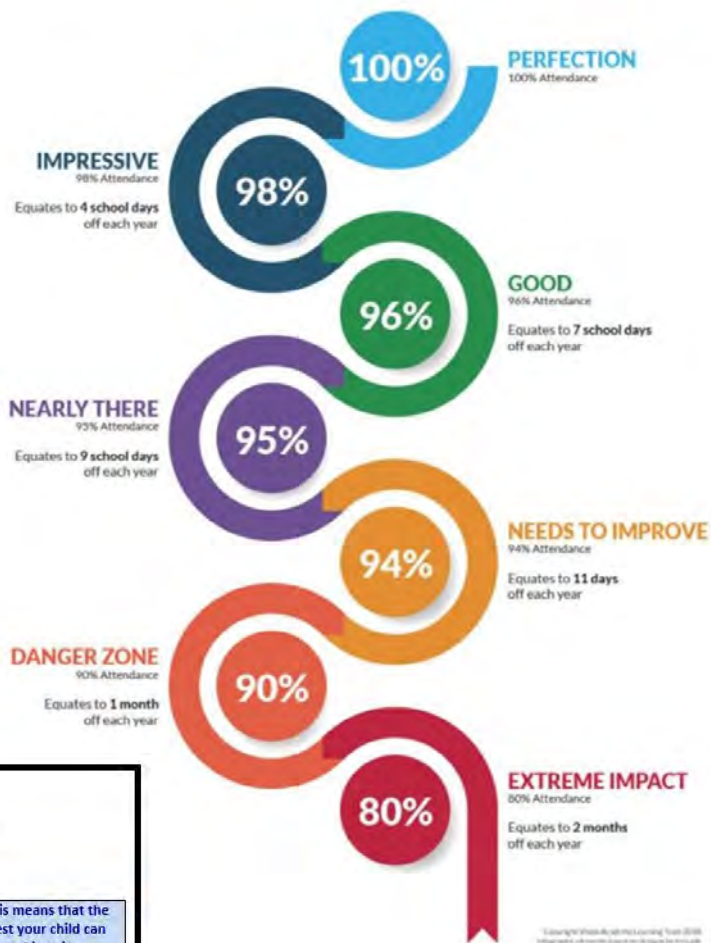 100%
PERFECTION
100% Attendance
IMPRESSIVE
98% Attendance
Equates to 4 school days
off each year
98%
96%
GOOD
96% Attendance
Equates to 7 school days
off each year
NEARLY THERE
95% Attendance
Equates to 9 school days
off each year
95%
94%
NEEDS TO IMPROVE
94% Attendance
Equates to 11 days
off each year
DANGER ZONE
90% Attendance
Equates to 1 month
off each year
90%
80%
EXTREME IMPACT
80% Attendance
Equates to 2 months
off each year
is means that the
est your child can